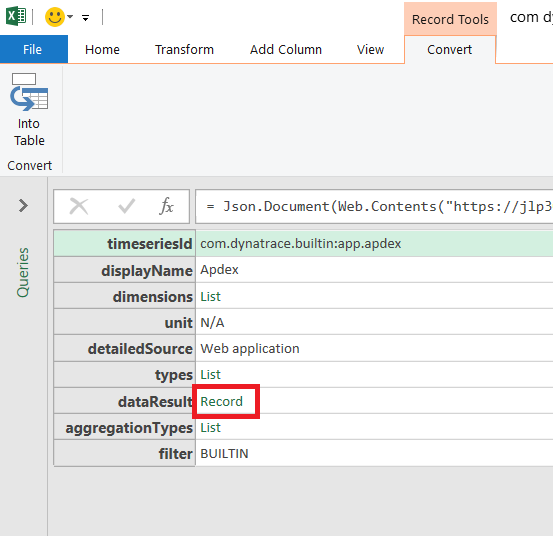 Record Tools com dy
File Home Transform Add Column View Convert
Into
Table
Convert
fx = Json.Document(Web.Contents("https://jlp3
Queries
timeseriesId com.dynatrace.builtin:app.apdex
displayName Apdex
dimensions List
unit N/A
detailedSource Web application
types List
dataResult Record
aggregationTypes List
filter BUILTIN